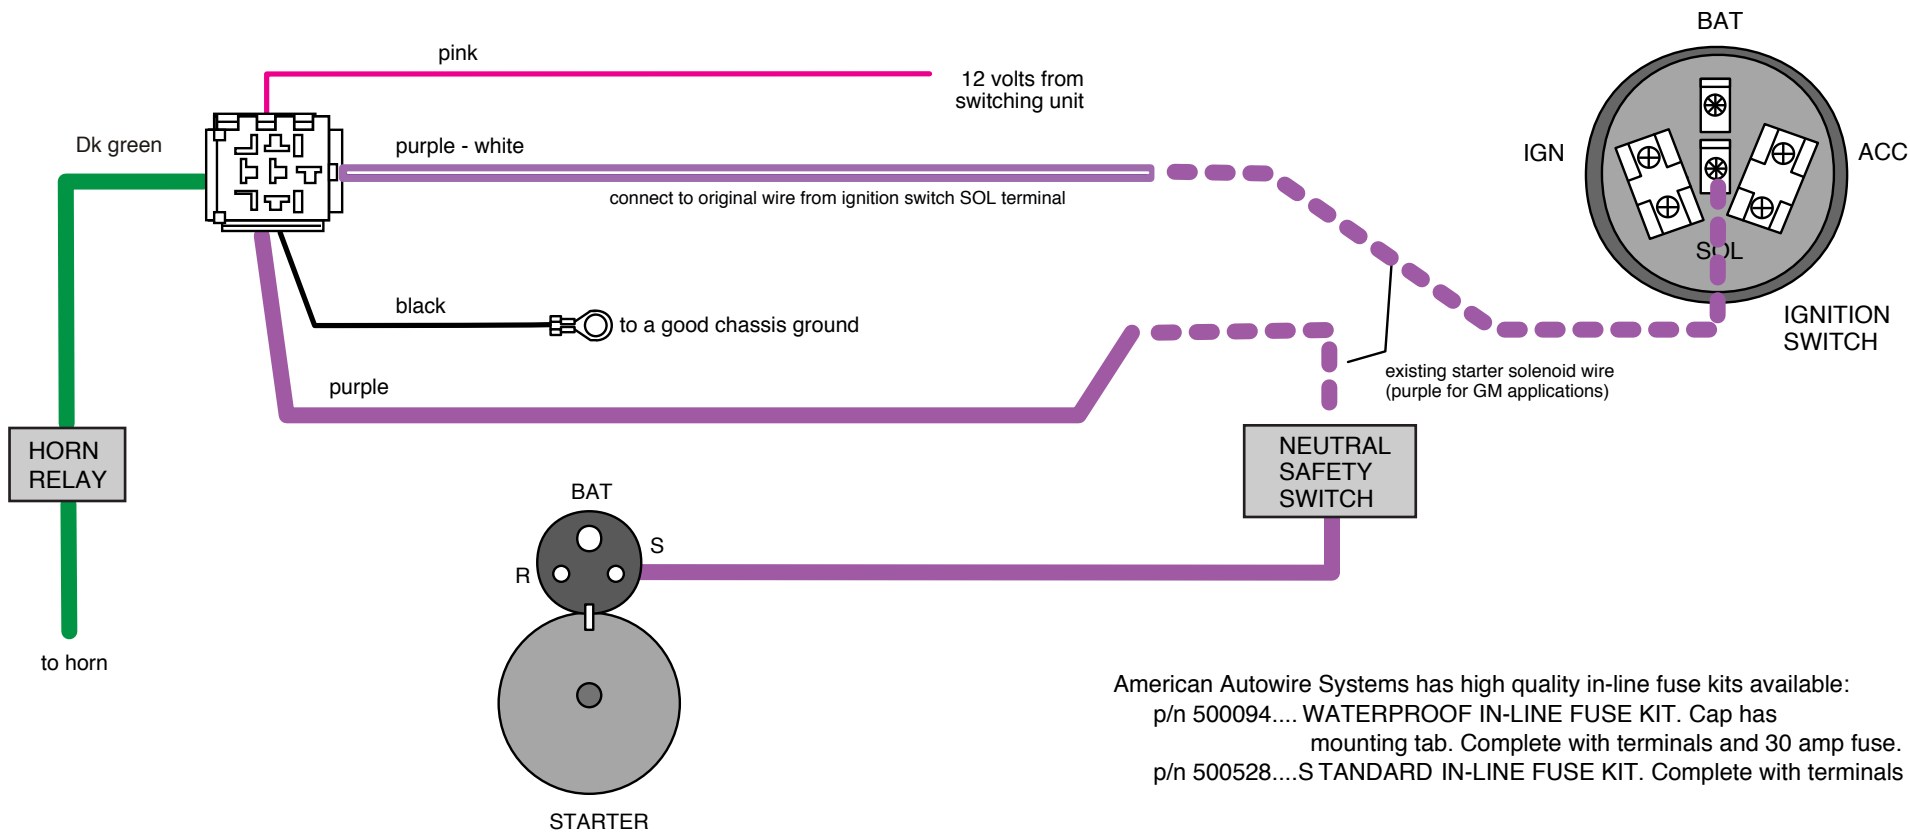 BAT
pink
12 volts from
switching unit
Dk green
purple - white
IGN
ACC
connect to original wire from ignition switch SOL terminal
SOL
black
to a good chassis ground
IGNITION
SWITCH
purple
existing starter solenoid wire
(purple for GM applications)
HORN
RELAY
NEUTRAL
SAFETY
SWITCH
BAT
S
R
to horn
American Autowire Systems has high quality in-line fuse kits available:
p/n 500094.... WATERPROOF IN-LINE FUSE KIT. Cap has
mounting tab. Complete with terminals and 30 amp fuse.
p/n 500528....S TANDARD IN-LINE FUSE KIT. Complete with terminals
STARTER